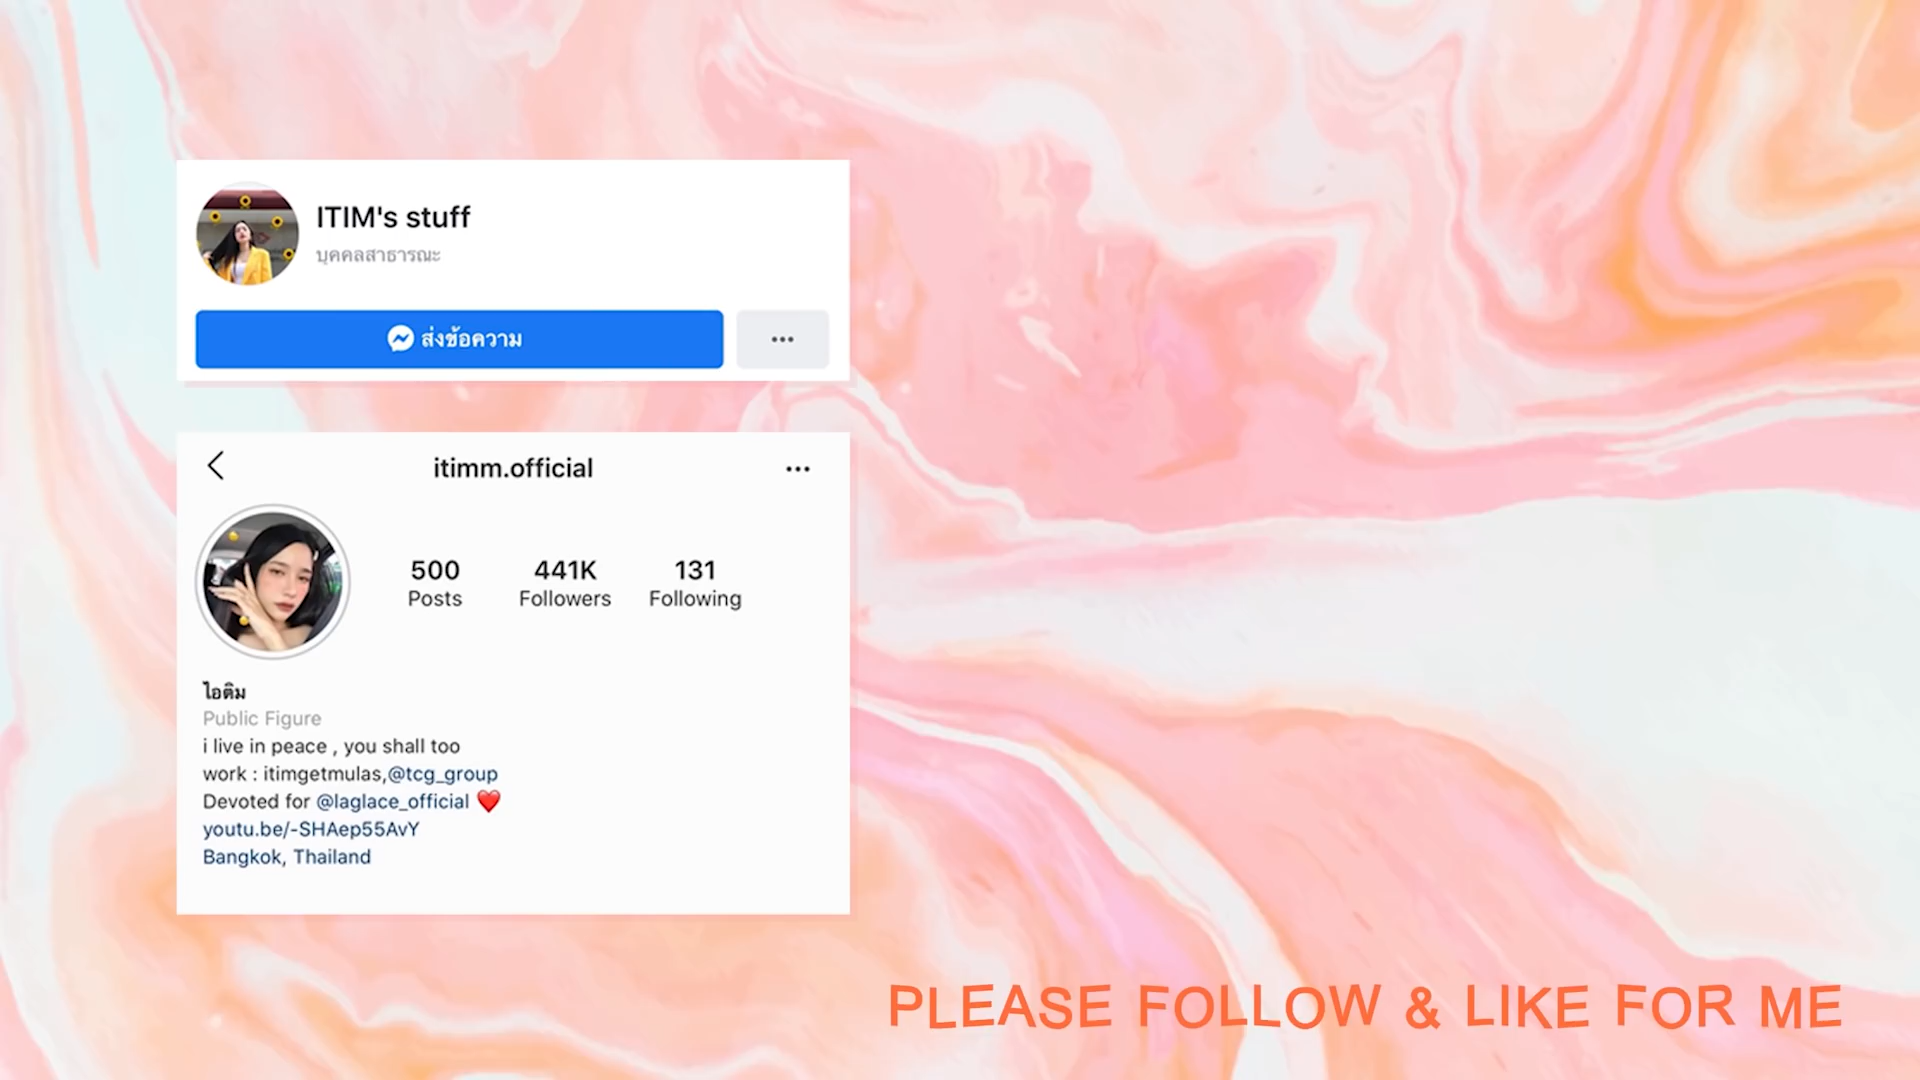 ITIM's stuff
บุคคลสาธารณะ
ส่งข้อความ
itimm.official
500
Posts
441K
Followers
131
Following
ไอติม
Public Figure
i live in peace , you shall too
work : itimgetmulas,@tcg_group
Devoted for @laglace_official ❤️
youtu.be/-SHAep55AvY
Bangkok, Thailand
PLEASE FOLLOW & LIKE FOR ME